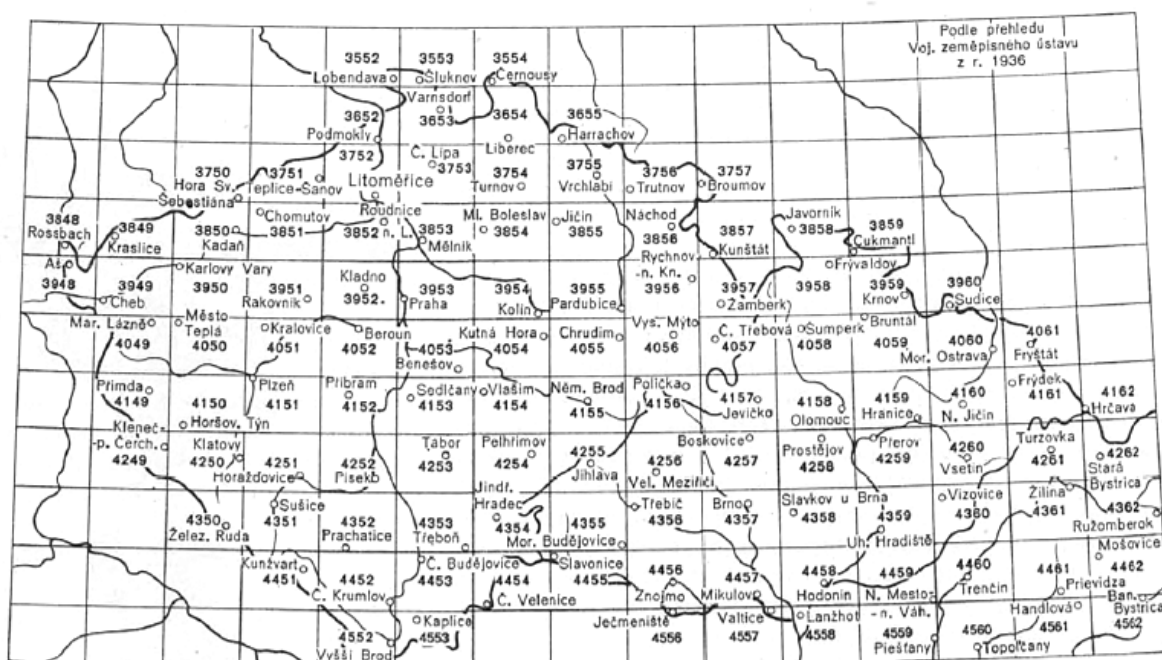 Podle přehledu
Voj. zeměpisného ústavu
z r. 1936
3552 3553 3554
Lobendava Šluknov Černousy
Varnsdorf
3652 3653 3654 3655
Podmokly Liberec Harrachov
3752 Č. Lípa 3753 3754 3755 3756 3757
3750 3751
Hora Sv. Šebestiána
Teplice-Šanov
Litoměřice
Turnov Vrchlabí Trutnov Broumov
3848 3849
Rossbach Kraslice
3850 Kadaň
Chomutov 3851
Roudnice n. L.
3852
3853 Mělník
Ml. Boleslav 3854
Jičín 3855
Náchod 3856
3857 Kunštát
Javorník 3858
3859 Cukmantl
Aš
3948
3949 Cheb
Karlovy Vary 3950
3951 Rakovník
Kladno 3952.
3953 Praha
3954 Kolín
3955 Pardubice
Rychnov -n. Kn. 3956
3957 Žamberk
3958
Frývaldov
3959 Krnov
3960 Sudice
Mar. Lázně 4049
Město Teplá 4050
Kralovice 4051
Beroun 4052
4053 Benešov
Kutná Hora 4054
Chrudim 4055
Vys. Mýto 4056
Č. Třebová 4057
Šumperk 4058
Bruntál 4059
4060 Mor. Ostrava
4061 Fryštát
Přimda 4149
4150 Horšov. Týn
Plzeň 4151
Příbram 4152
Sedlčany 4153
Vlašim 4154
Něm. Brod 4155
Polička 4156
4157 Jevíčko
Olomouc
4159 Hranice
4160 N. Jičín
Frýdek 4161
4162 Hrčava
Kleneč- -p. Čerch. 4249
Klatovy 4250
4251 Horažďovice
4252 Písek
Tábor 4253
Pelhřimov 4254
4255 Jihlava
4256 Vel. Meziříčí
Boskovice 4257
Prostějov 4258
Přerov 4259
4260 Vsetín
Turzovka 4261
4262 Stará Bystrica
4350 Želez. Ruda
Sušice 4351
4352 Prachatice
4353 Třeboň
Jindř. Hradec 4354
4355 Mor. Budějovice
Třebíč 4356
Brno 4357
Slavkov u Brna 4358
4359 Uh. Hradiště
Vizovice 4360
Žilina 4361
4362 Ružomberok
Kunžvart 4451
4452 Č. Krumlov
Č. Budějovice 4453
4454 Č. Velenice
Slavonice 4455
4456 Znojmo
4457 Mikulov
4458 Hodonín
4459 N. Mesto- -n. Váh.
4460 Trenčín
4461 Prievidza
Mošovice 4462
Ban. Bystrica
4552 Vyšší Brod
Kaplice 4553
Ječmeniště 4556
Valtice 4557
Lanžhot 4558
4559 Piešťany
4560 Topoľčany
Handlová 4561
4562